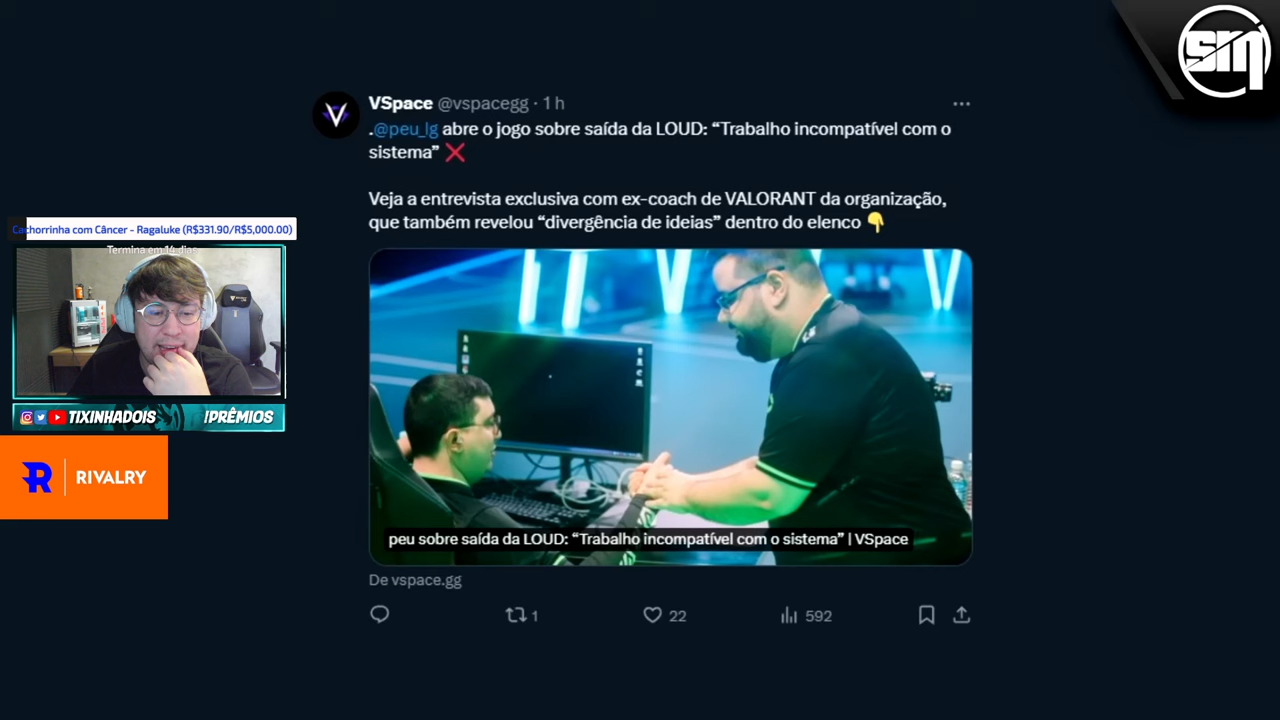 SM
VSpace @vspacegg · 1 h
.@peu_lg abre o jogo sobre saída da LOUD: “Trabalho incompatível com o
sistema” ❌
Veja a entrevista exclusiva com ex-coach de VALORANT da organização,
que também revelou “divergência de ideias” dentro do elenco 👇
Cachorrinha com Câncer - Ragaluke (R$331.90/R$5,000.00)
Termina em 14 dias
TIXINHADOIS
!PRÊMIOS
R RIVALRY
peu sobre saída da LOUD: “Trabalho incompatível com o sistema” | VSpace
De vspace.gg
1
22
592